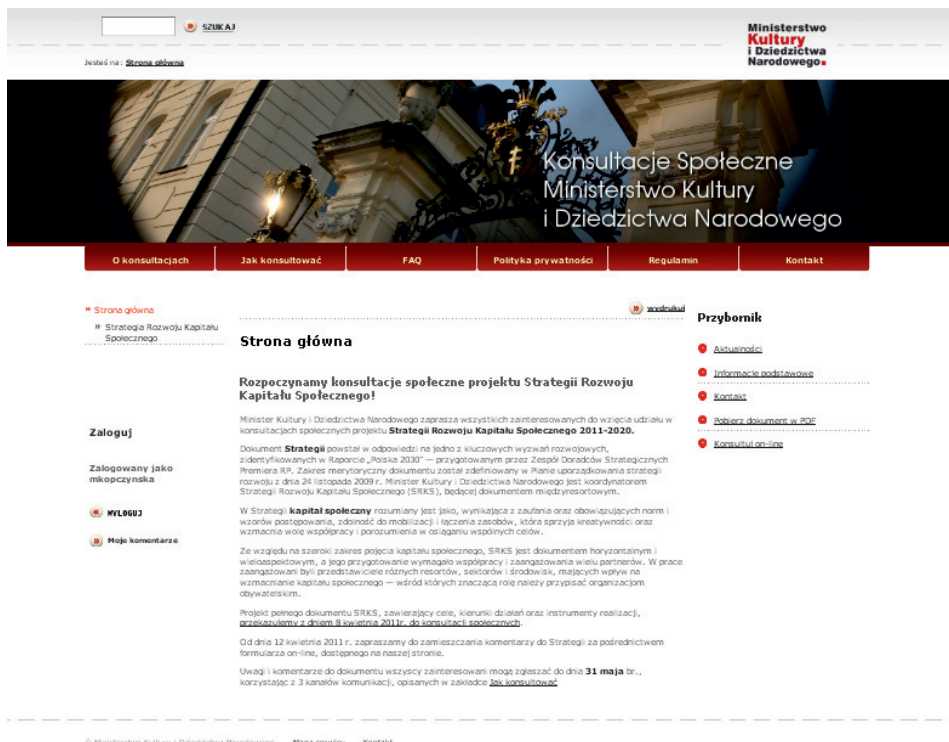 SZUKAJ
Ministerstwo
Kultury
i Dziedzictwa
Narodowego
Jesteś na: Strona główna
Konsultacje Społeczne
Ministerstwo Kultury
i Dziedzictwa Narodowego
O konsultacjach
Jak konsultować
FAQ
Polityka prywatności
Regulamin
Kontakt
» Strona główna
» Strategia Rozwoju Kapitału
Społecznego
Zaloguj
Zalogowany jako
mkopczynska
WYLOGUJ
Moje komentarze
wydrukuj
Strona główna
Rozpoczynamy konsultacje społeczne projektu Strategii Rozwoju
Kapitału Społecznego!
Minister Kultury i Dziedzictwa Narodowego zaprasza wszystkich zainteresowanych do wzięcia udziału w
konsultacjach społecznych projektu Strategii Rozwoju Kapitału Społecznego 2011-2020.
Dokument Strategii powstał w odpowiedzi na jedno z kluczowych wyzwań rozwojowych,
zidentyfikowanych w Raporcie „Polska 2030” — przygotowanym przez Zespół Doradców Strategicznych
Premiera RP. Zakres merytoryczny dokumentu został zdefiniowany w Planie uporządkowania strategii
rozwoju z dnia 24 listopada 2009 r. Minister Kultury i Dziedzictwa Narodowego jest koordynatorem
Strategii Rozwoju Kapitału Społecznego (SRKS), będącej dokumentem międzyresortowym.
W Strategii kapitał społeczny rozumiany jest jako, wynikająca z zaufania oraz obowiązujących norm i
wzorów postępowania, zdolność do mobilizacji i łączenia zasobów, która sprzyja kreatywności oraz
wzmacnia wolę współpracy i porozumienia w osiąganiu wspólnych celów.
Ze względu na szeroki zakres pojęcia kapitału społecznego, SRKS jest dokumentem horyzontalnym i
wieloaspektowym, a jego przygotowanie wymagało współpracy i zaangażowania wielu partnerów. W prace
zaangażowani byli przedstawiciele różnych resortów, sektorów i środowisk, mających wpływ na
wzmacnianie kapitału społecznego — wśród których znaczącą rolę należy przypisać organizacjom
obywatelskim.
Projekt pełnego dokumentu SRKS, zawierający cele, kierunki działań oraz instrumenty realizacji,
przekazujemy z dniem 8 kwietnia 2011r. do konsultacji społecznych.
Od dnia 12 kwietnia 2011 r. zapraszamy do zamieszczania komentarzy do Strategii za pośrednictwem
formularza on-line, dostępnego na naszej stronie.
Uwagi i komentarze do dokumentu wszyscy zainteresowani mogą zgłaszać do dnia 31 maja br.,
korzystając z 3 kanałów komunikacji, opisanych w zakładce Jak konsultować
Przybornik
Aktualności
Informacje podstawowe
Kontakt
Pobierz dokument w PDF
Konsultuj on-line